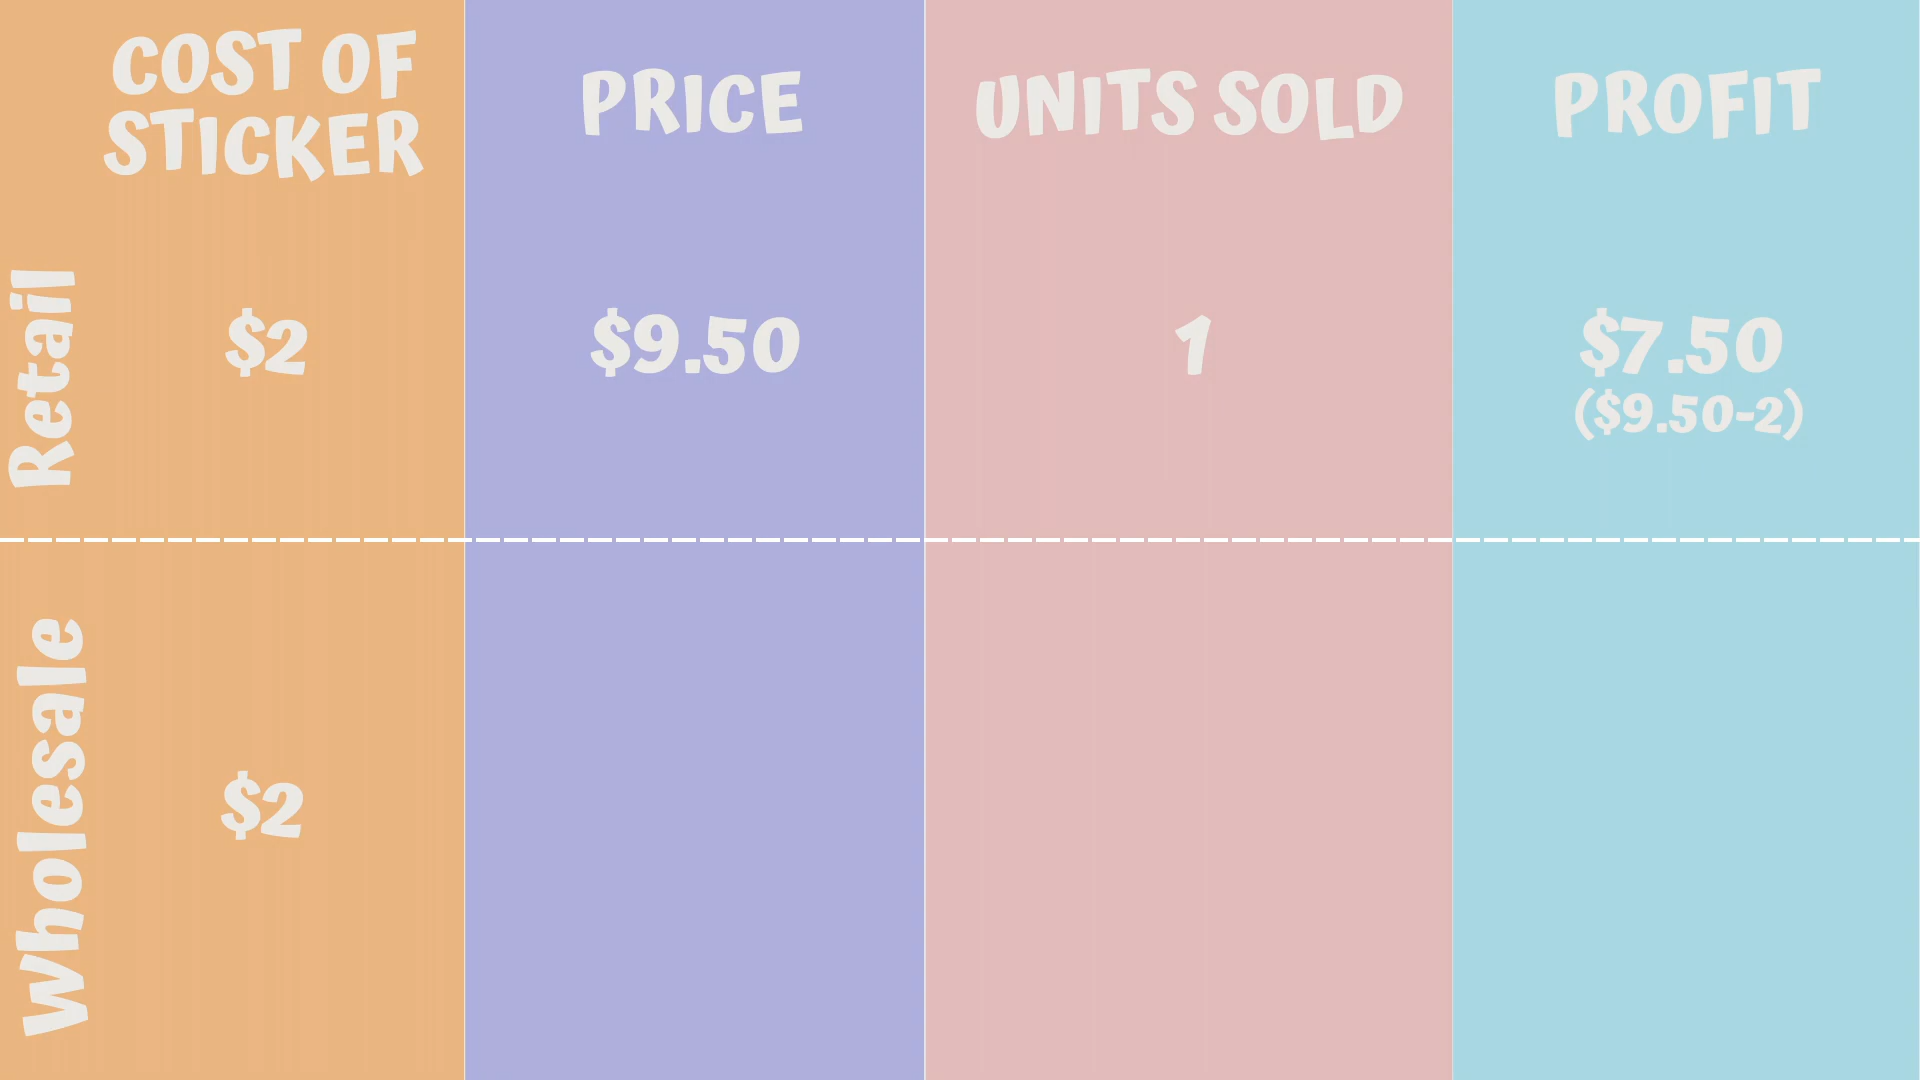 COST OF
STICKER
PRICE
UNITS SOLD
PROFIT
Retail
$2
$9.50
1
$7.50
($9.50-2)
Wholesale
$2